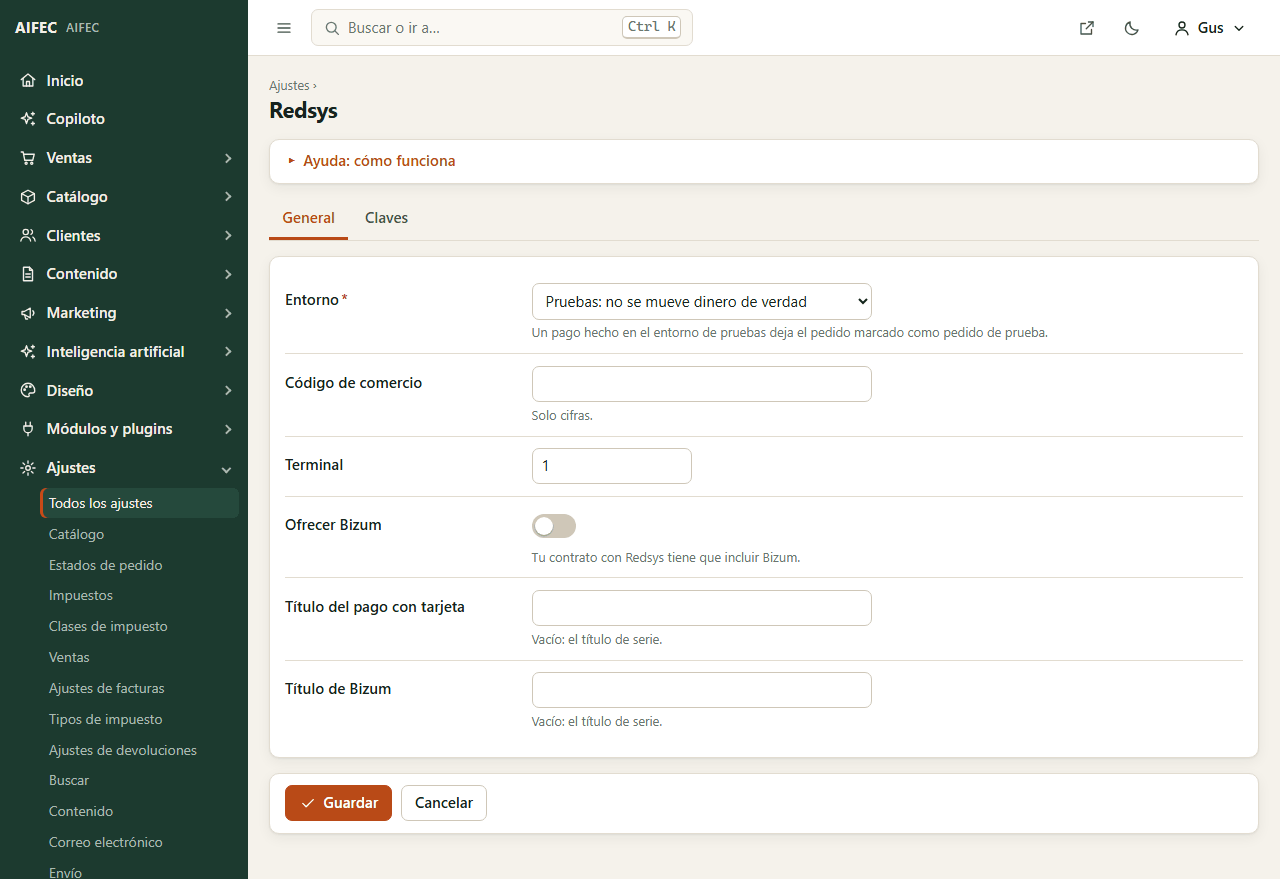 AIFEC AIFEC
Buscar o ir a...
Ctrl K
Gus
Inicio
Copiloto
Ventas
Catálogo
Clientes
Contenido
Marketing
Inteligencia artificial
Diseño
Módulos y plugins
Ajustes
Todos los ajustes
Catálogo
Estados de pedido
Impuestos
Clases de impuesto
Ventas
Ajustes de facturas
Tipos de impuesto
Ajustes de devoluciones
Buscar
Contenido
Correo electrónico
Envío
Ajustes ›
Redsys
Ayuda: cómo funciona
General
Claves
Entorno *
Pruebas: no se mueve dinero de verdad
Un pago hecho en el entorno de pruebas deja el pedido marcado como pedido de prueba.
Código de comercio
Solo cifras.
Terminal
1
Ofrecer Bizum
Tu contrato con Redsys tiene que incluir Bizum.
Título del pago con tarjeta
Vacío: el título de serie.
Título de Bizum
Vacío: el título de serie.
Guardar
Cancelar